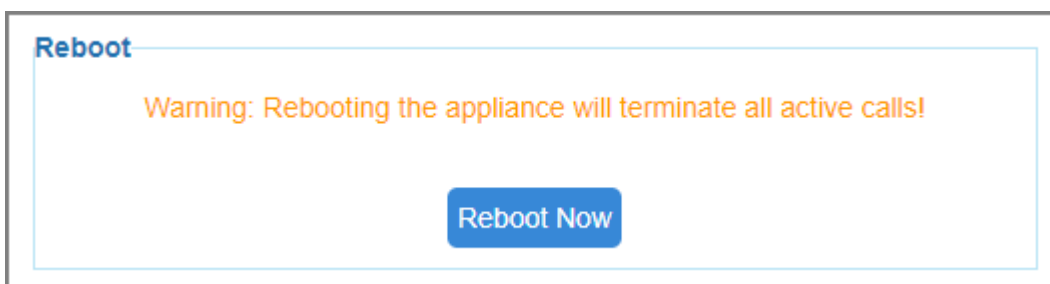 Reboot
Warning: Rebooting the appliance will terminate all active calls!
Reboot Now